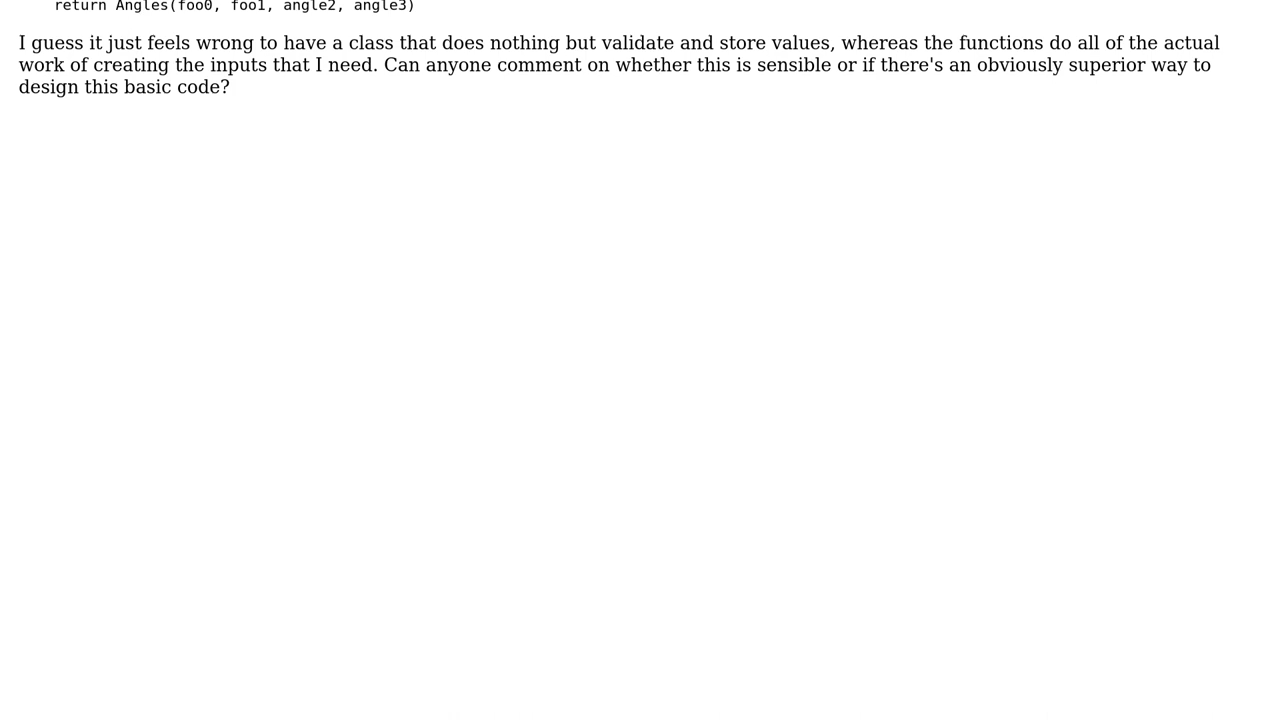 return Angles(foo0, foo1, angle2, angle3)
I guess it just feels wrong to have a class that does nothing but validate and store values, whereas the functions do all of the actual
work of creating the inputs that I need. Can anyone comment on whether this is sensible or if there's an obviously superior way to
design this basic code?